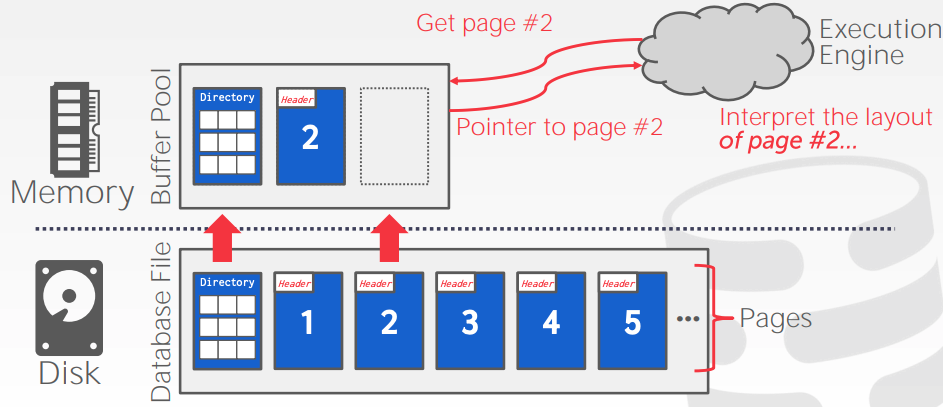 Get page #2
Execution
Engine
Buffer Pool
Directory
Header
2
Pointer to page #2
Interpret the layout
of page #2...
Memory
Database File
Directory
Header
1
Header
2
Header
3
Header
4
Header
5
...
Pages
Disk